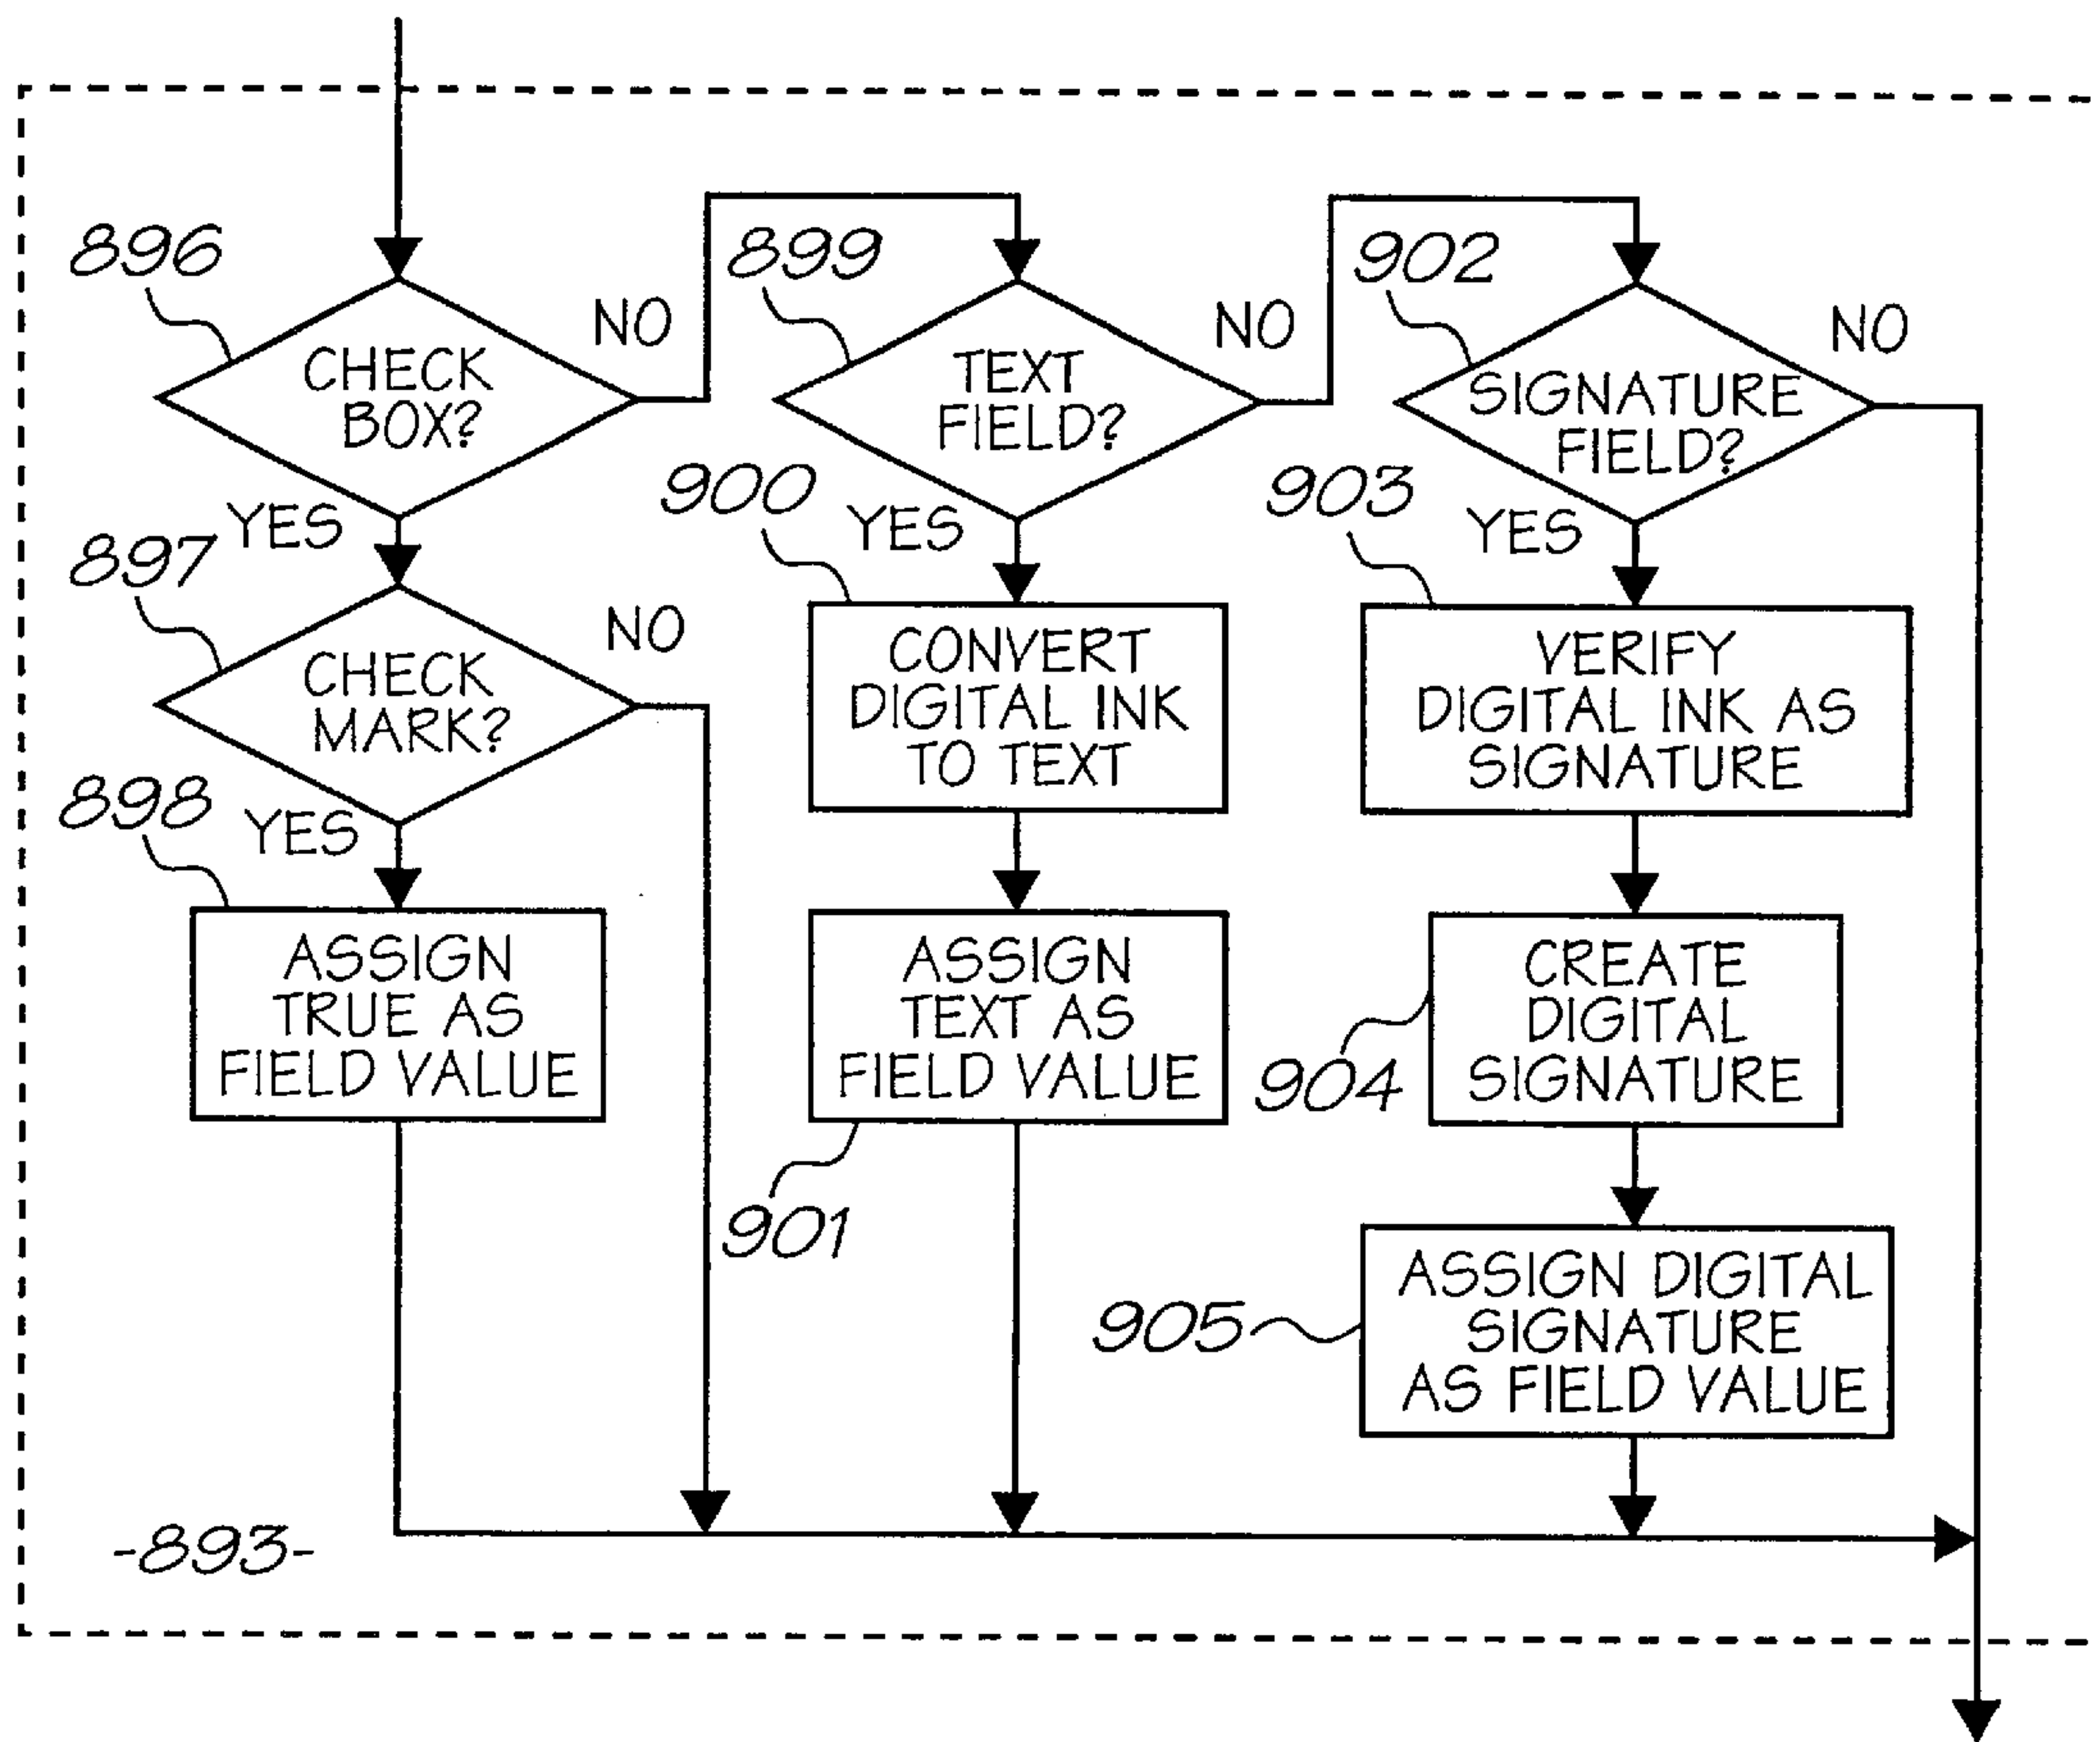 896
CHECK
BOX?
NO
YES
897
CHECK
MARK?
NO
YES
898
ASSIGN
TRUE AS
FIELD VALUE
899
TEXT
FIELD?
NO
YES
900
CONVERT
DIGITAL INK
TO TEXT
ASSIGN
TEXT AS
FIELD VALUE
901
902
SIGNATURE
FIELD?
NO
YES
903
VERIFY
DIGITAL INK AS
SIGNATURE
CREATE
DIGITAL
SIGNATURE
904
ASSIGN DIGITAL
SIGNATURE
AS FIELD VALUE
905
-893-